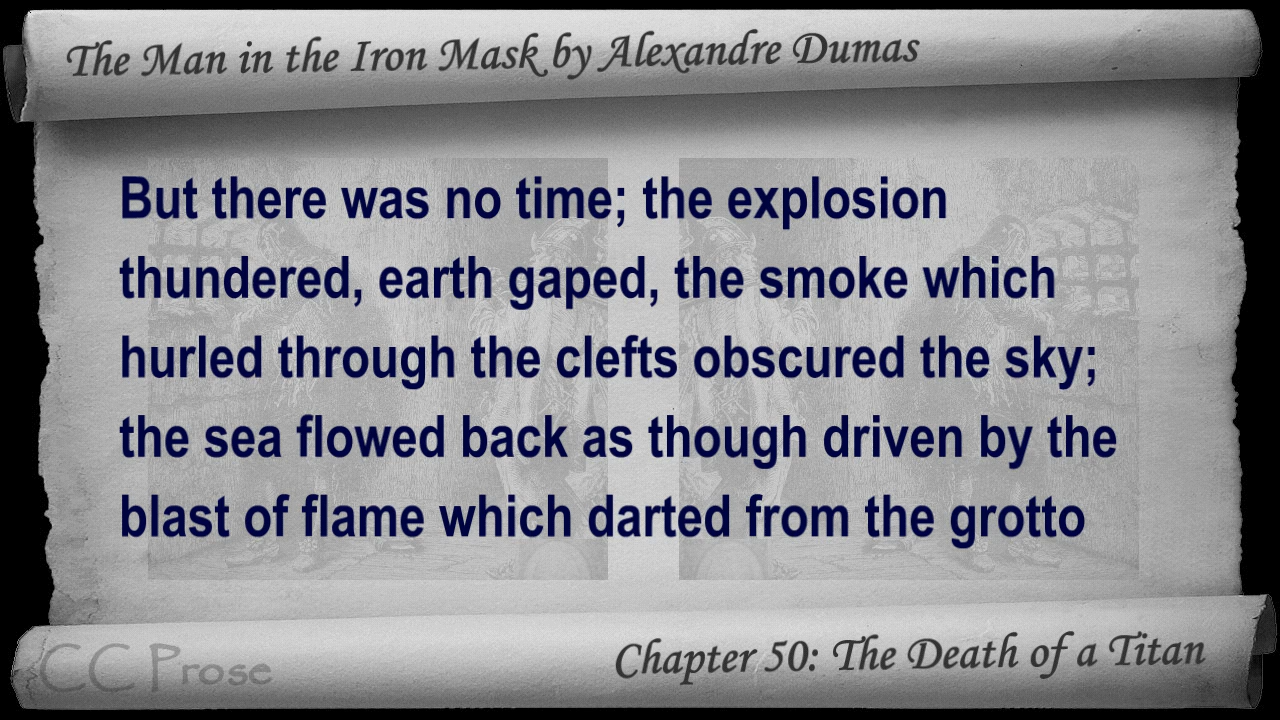 The Man in the Iron Mask by Alexandre Dumas
But there was no time; the explosion
thundered, earth gaped, the smoke which
hurled through the clefts obscured the sky;
the sea flowed back as though driven by the
blast of flame which darted from the grotto
CC Prose
Chapter 50: The Death of a Titan